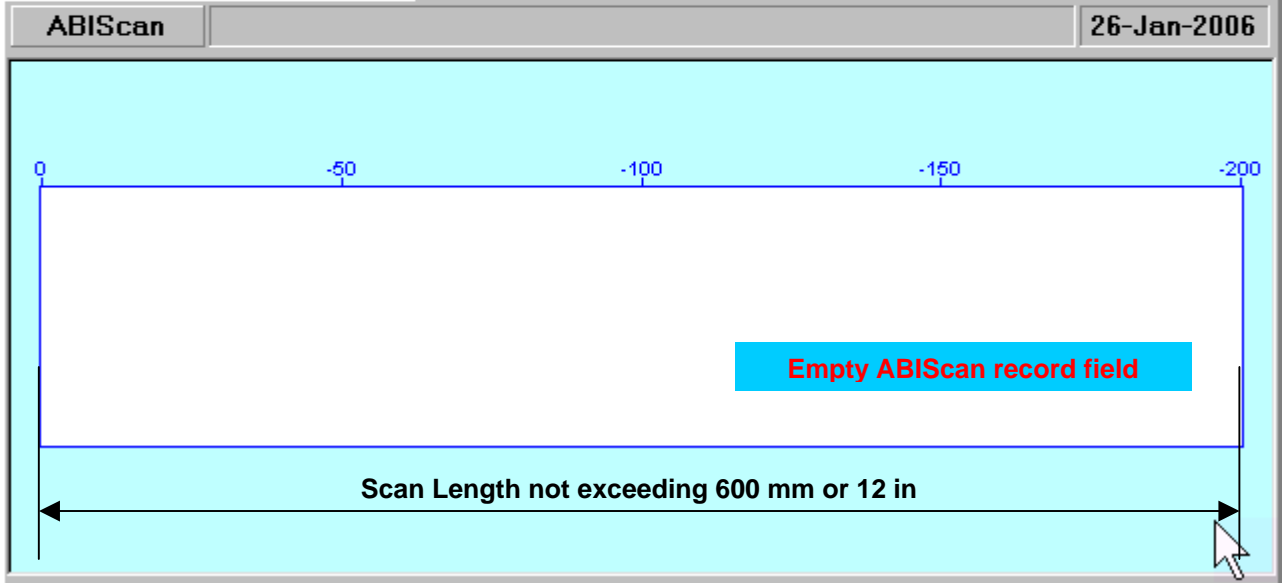 ABIScan 26-Jan-2006
0 -50 -100 -150 -200
Empty ABIScan record field
Scan Length not exceeding 600 mm or 12 in